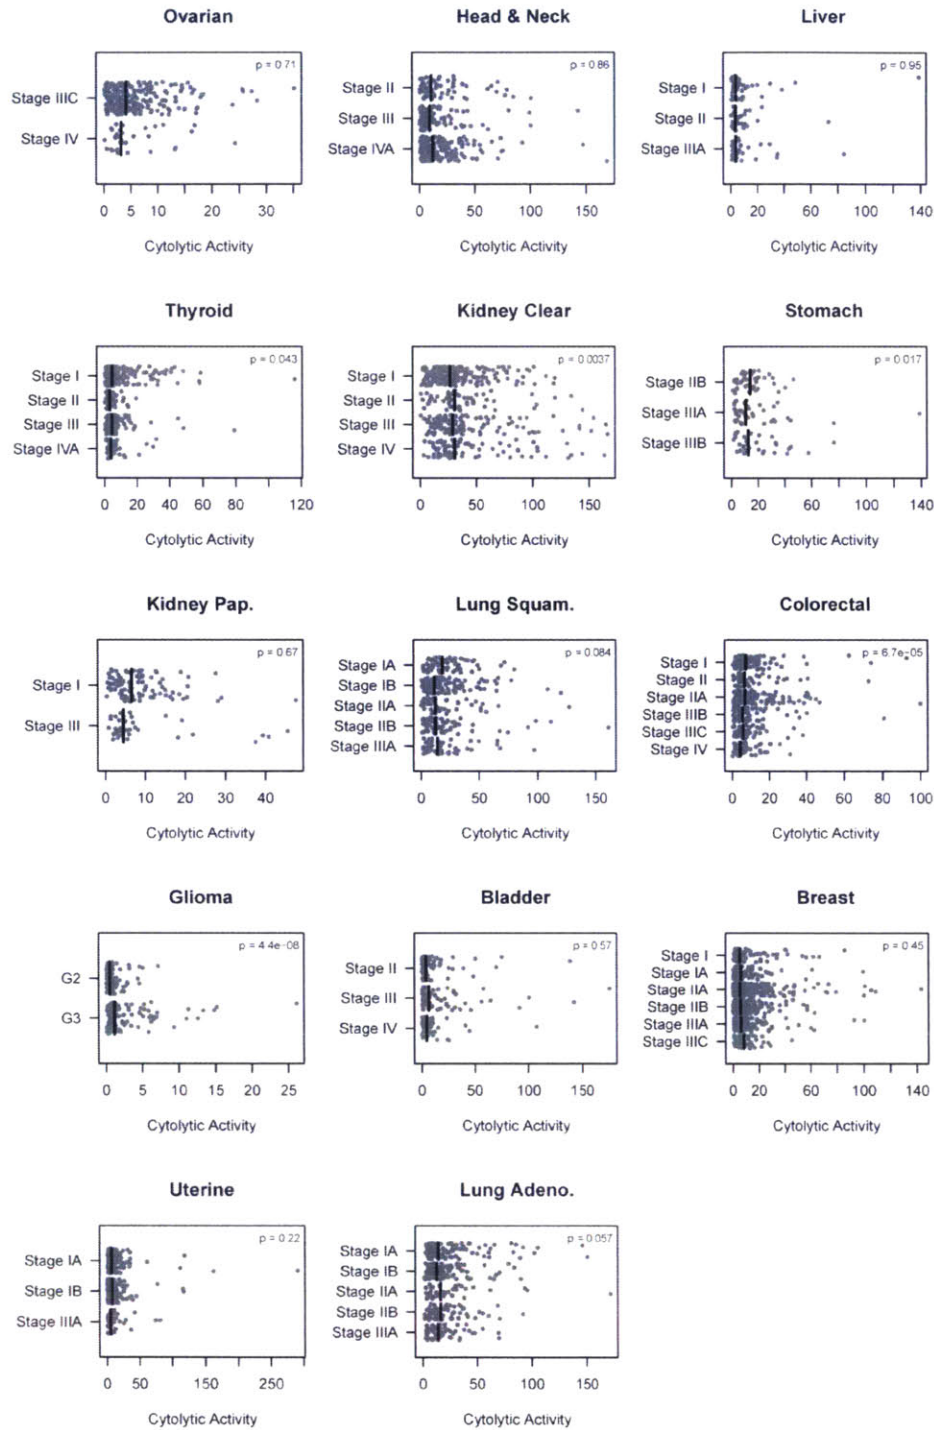 Ovarian
p = 0.71
Stage IIIC
Stage IV
0 5 10 20 30
Cytolytic Activity
Head & Neck
p = 0.86
Stage II
Stage III
Stage IVA
0 50 100 150
Cytolytic Activity
Liver
p = 0.95
Stage I
Stage II
Stage IIIA
0 20 60 100 140
Cytolytic Activity
Thyroid
p = 0.043
Stage I
Stage II
Stage III
Stage IVA
0 20 40 60 80 120
Cytolytic Activity
Kidney Clear
p = 0.0037
Stage I
Stage II
Stage III
Stage IV
0 50 100 150
Cytolytic Activity
Stomach
p = 0.017
Stage IIB
Stage IIIA
Stage IIIB
0 20 60 100 140
Cytolytic Activity
Kidney Pap.
p = 0.67
Stage I
Stage III
0 10 20 30 40
Cytolytic Activity
Lung Squam.
p = 0.084
Stage IA
Stage IB
Stage IIA
Stage IIB
Stage IIIA
0 50 100 150
Cytolytic Activity
Colorectal
p = 6.7e−05
Stage I
Stage II
Stage IIA
Stage IIIB
Stage IIIC
Stage IV
0 20 40 60 80 100
Cytolytic Activity
Glioma
p = 4.4e−08
G2
G3
0 5 10 15 20 25
Cytolytic Activity
Bladder
p = 0.57
Stage II
Stage III
Stage IV
0 50 100 150
Cytolytic Activity
Breast
p = 0.45
Stage I
Stage IA
Stage IIA
Stage IIB
Stage IIIA
Stage IIIC
0 20 60 100 140
Cytolytic Activity
Uterine
p = 0.22
Stage IA
Stage IB
Stage IIIA
0 50 150 250
Cytolytic Activity
Lung Adeno.
p = 0.057
Stage IA
Stage IB
Stage IIA
Stage IIB
Stage IIIA
0 50 100 150
Cytolytic Activity